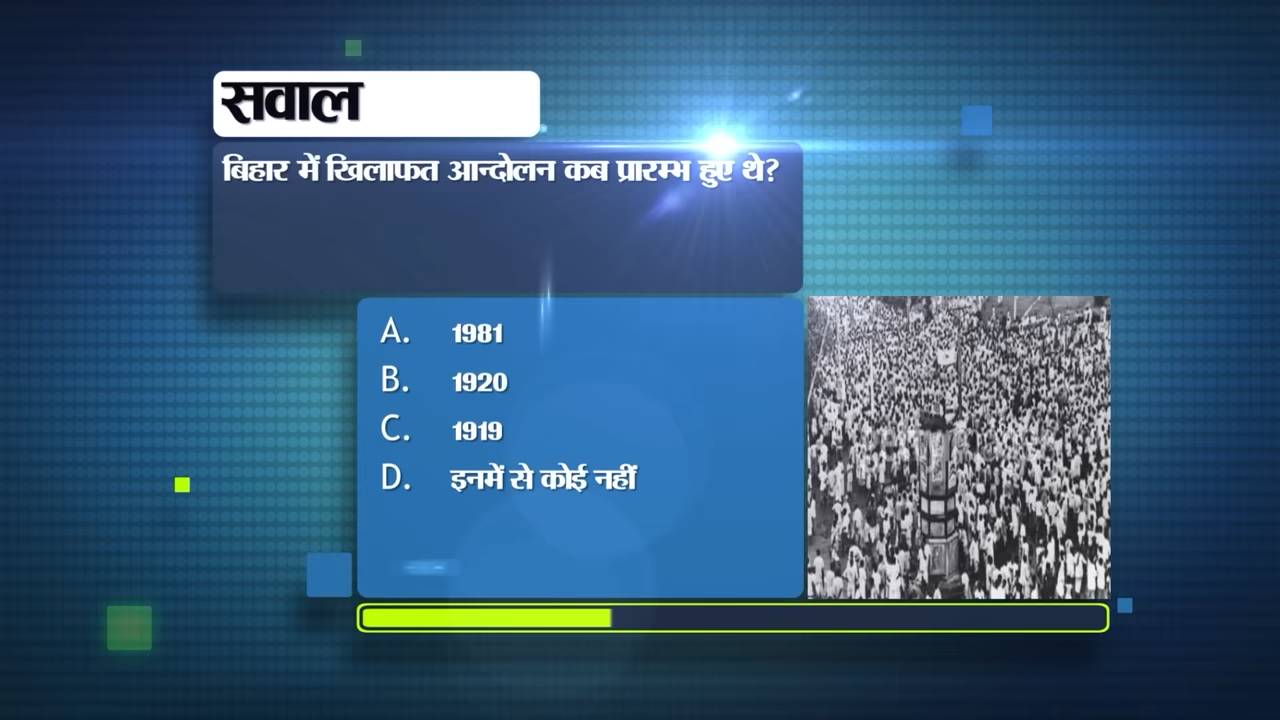 सवाल
बिहार में खिलाफत आन्दोलन कब प्रारम्भ हुए थे?
A. 1981
B. 1920
C. 1919
D. इनमें से कोई नहीं